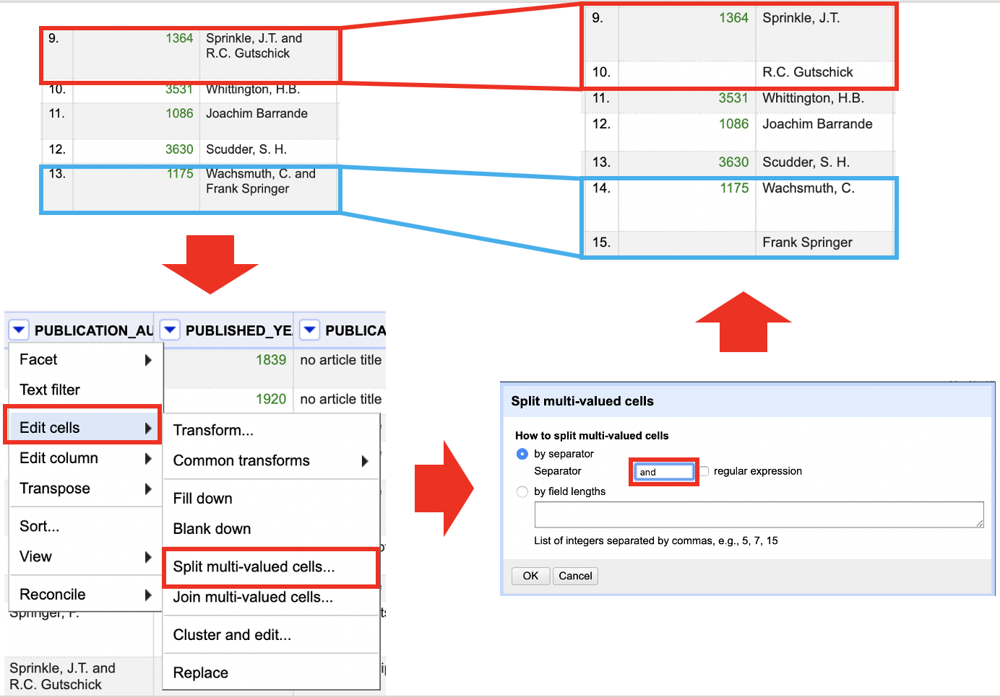 9. 1364 Sprinkle, J.T. and
R.C. Gutschick
10. 3531 Whittington, H.B.
11. 1086 Joachim Barrande
12. 3630 Scudder, S. H.
13. 1175 Wachsmuth, C. and
Frank Springer
9. 1364 Sprinkle, J.T.
10. R.C. Gutschick
11. 3531 Whittington, H.B.
12. 1086 Joachim Barrande
13. 3630 Scudder, S. H.
14. 1175 Wachsmuth, C.
15. Frank Springer
PUBLICATION_AU PUBLISHED_YE PUBLICA
Facet
Text filter
Edit cells
Edit column
Transpose
Sort...
View
Reconcile
Springer, F.
Sprinkle, J.T. and
R.C. Gutschick
1839 no article title
1920 no article title
Transform...
Common transforms
Fill down
Blank down
Split multi-valued cells...
Join multi-valued cells...
Cluster and edit...
Replace
Split multi-valued cells
How to split multi-valued cells
by separator
Separator and regular expression
by field lengths
List of integers separated by commas, e.g., 5, 7, 15
OK Cancel